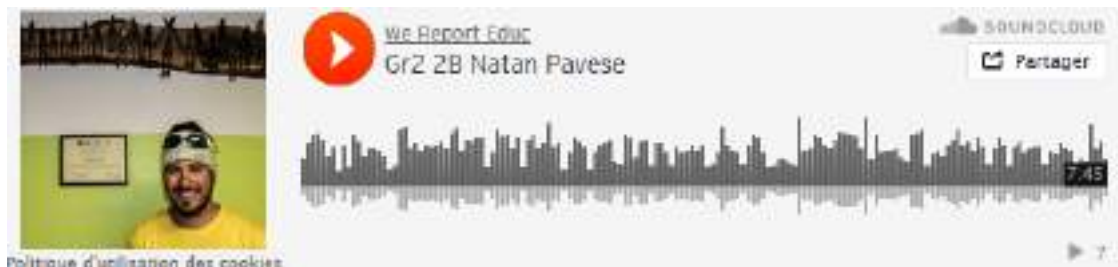 We Report Educ
Gr2 2B Natan Pavese
SOUNDCLOUD
Partager
7:45
7
Politique d'utilisation des cookies